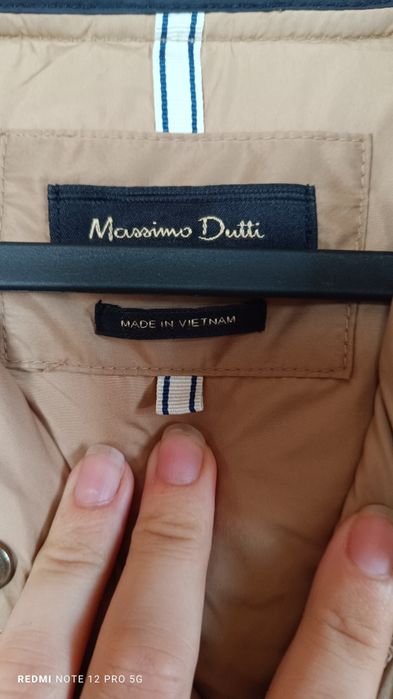 Massimo Dutti
MADE IN VIETNAM
REDMI NOTE 12 PRO 5G